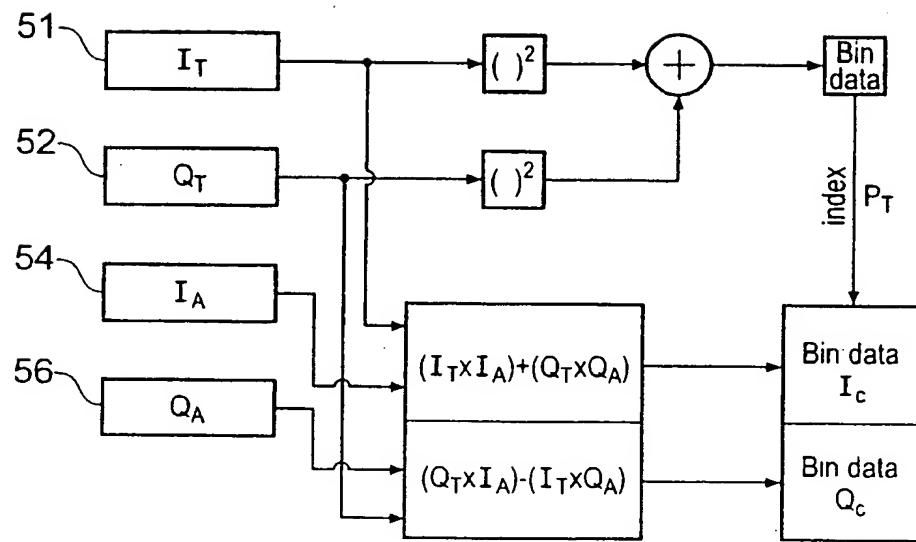 51
I_T
( )²
+
Bin
data
52
Q_T
( )²
index
P_T
54
I_A
(I_T x I_A)+(Q_T x Q_A)
Bin data
I_c
56
Q_A
(Q_T x I_A)-(I_T x Q_A)
Bin data
Q_c